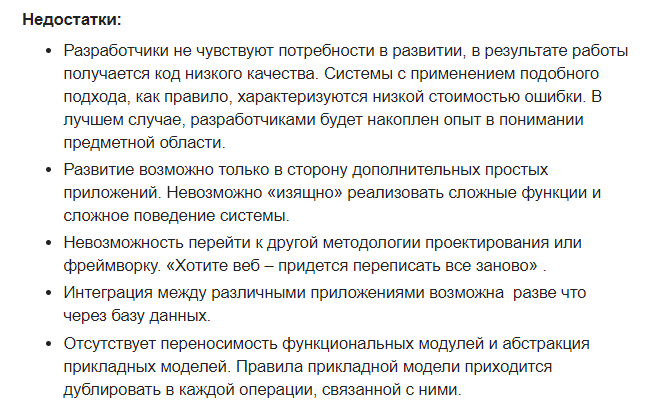 Недостатки:
• Разработчики не чувствуют потребности в развитии, в результате работы
получается код низкого качества. Системы с применением подобного
подхода, как правило, характеризуются низкой стоимостью ошибки. В
лучшем случае, разработчиками будет накоплен опыт в понимании
предметной области.
• Развитие возможно только в сторону дополнительных простых
приложений. Невозможно «изящно» реализовать сложные функции и
сложное поведение системы.
• Невозможность перейти к другой методологии проектирования или
фреймворку. «Хотите веб – придется переписать все заново» .
• Интеграция между различными приложениями возможна  разве что
через базу данных.
• Отсутствует переносимость функциональных модулей и абстракция
прикладных моделей. Правила прикладной модели приходится
дублировать в каждой операции, связанной с ними.